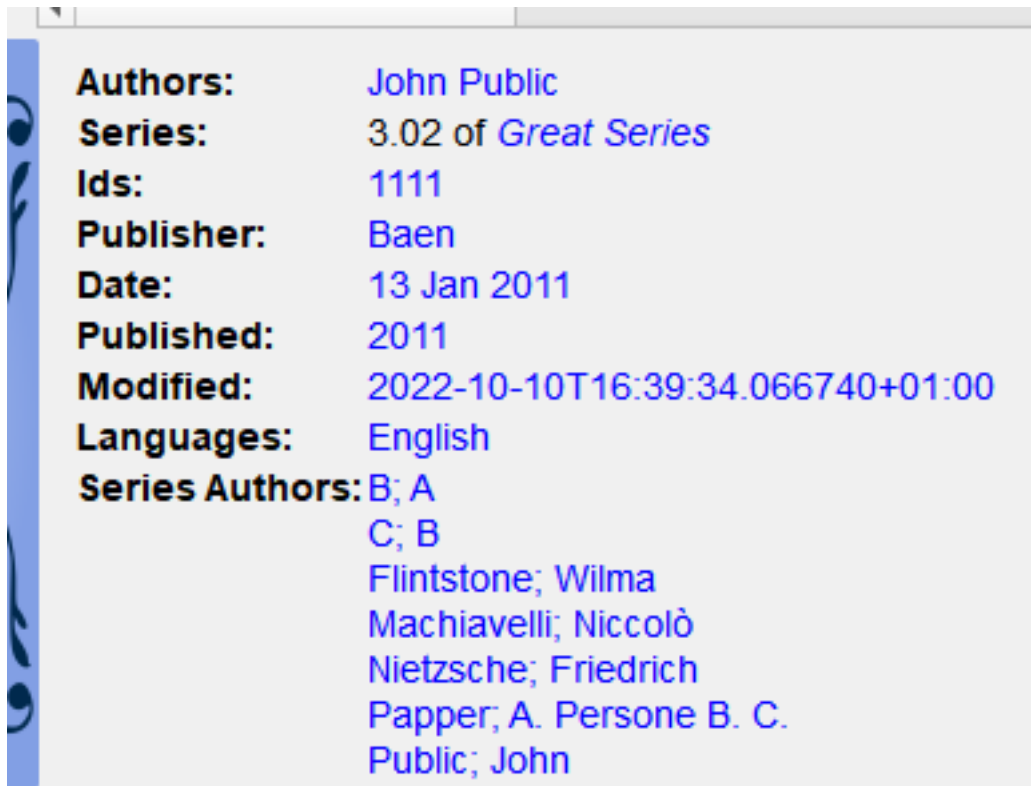 Authors: John Public
Series: 3.02 of Great Series
Ids: 1111
Publisher: Baen
Date: 13 Jan 2011
Published: 2011
Modified: 2022-10-10T16:39:34.066740+01:00
Languages: English
Series Authors: B; A
C; B
Flintstone; Wilma
Machiavelli; Niccolò
Nietzsche; Friedrich
Papper; A. Persone B. C.
Public; John